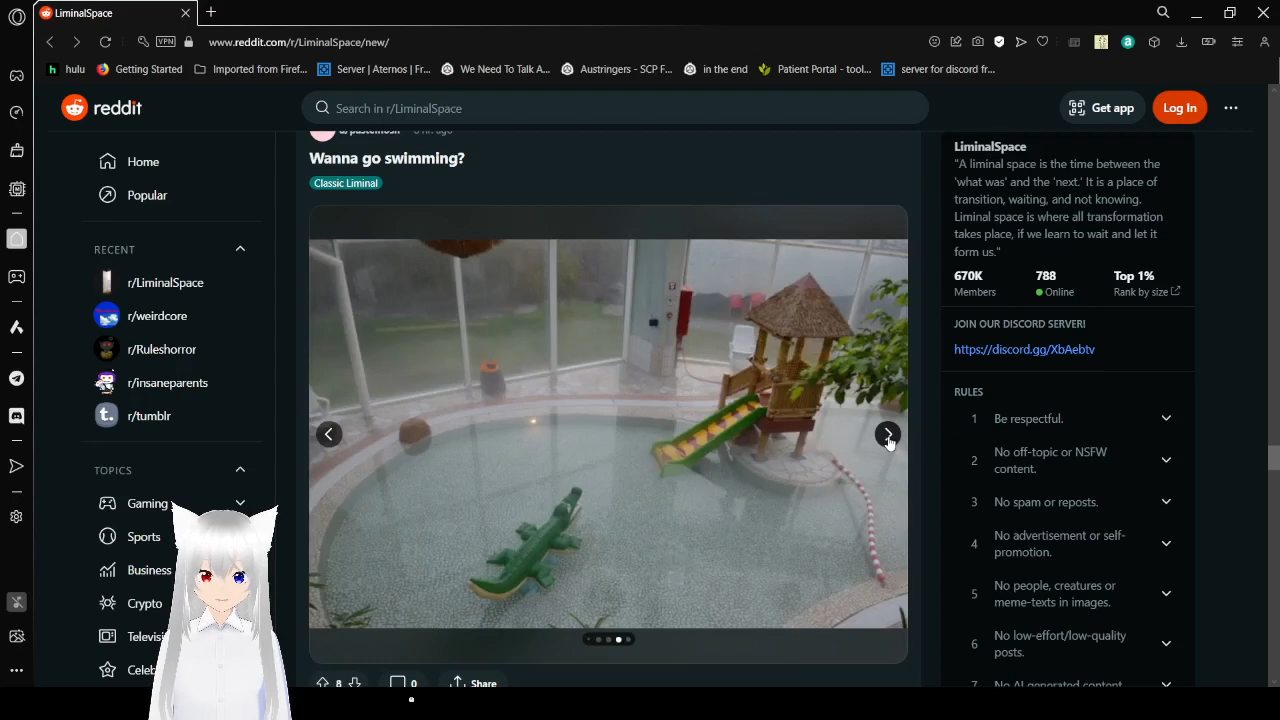 LiminalSpace
VPN
www.reddit.com/r/LiminalSpace/new/
h hulu
Getting Started
Imported from Firef...
Server | Aternos | Fr...
We Need To Talk A...
Austringers - SCP F...
in the end
Patient Portal - tool...
server for discord fr...
reddit
Search in r/LiminalSpace
Get app
Log In
Home
Popular
RECENT
r/LiminalSpace
r/weirdcore
r/Ruleshorror
r/insaneparents
t. r/tumblr
TOPICS
Gaming
Sports
Business
Crypto
Televisi
Celeb
Wanna go swimming?
Classic Liminal
8
0
Share
LiminalSpace
"A liminal space is the time between the
'what was' and the 'next.' It is a place of
transition, waiting, and not knowing.
Liminal space is where all transformation
takes place, if we learn to wait and let it
form us."
670K 788 Top 1%
Members Online Rank by size
JOIN OUR DISCORD SERVER!
https://discord.gg/XbAebtv
RULES
1 Be respectful.
2 No off-topic or NSFW
content.
3 No spam or reposts.
4 No advertisement or self-
promotion.
5 No people, creatures or
meme-texts in images.
6 No low-effort/low-quality
posts.
7 No AI generated content